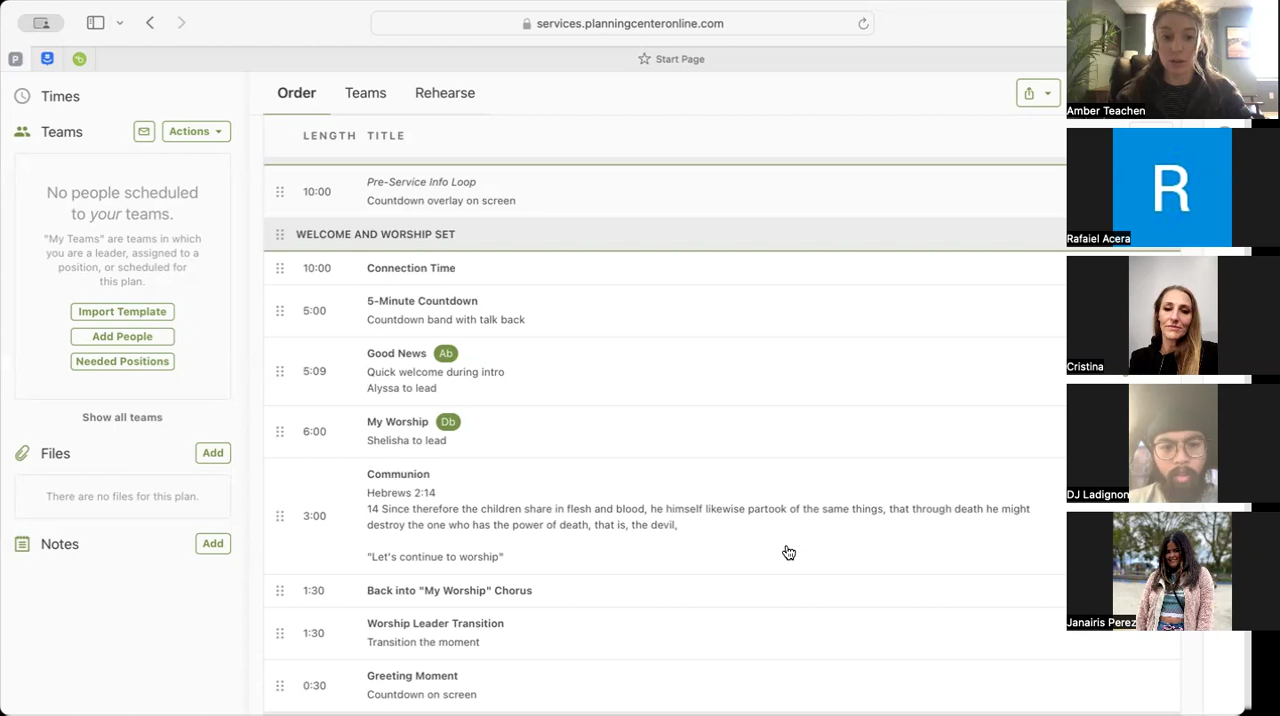 services.planningcenteronline.com
P
Start Page
Times
Teams
Actions
No people scheduled
to your teams.
"My Teams" are teams in which
you are a leader, assigned to a
position, or scheduled for
this plan.
Import Template
Add People
Needed Positions
Show all teams
Files
Add
There are no files for this plan.
Notes
Add
Order
Teams
Rehearse
LENGTH TITLE
10:00
Pre-Service Info Loop
Countdown overlay on screen
WELCOME AND WORSHIP SET
10:00
Connection Time
5:00
5-Minute Countdown
Countdown band with talk back
5:09
Good News Ab
Quick welcome during intro
Alyssa to lead
6:00
My Worship Db
Shelisha to lead
3:00
Communion
Hebrews 2:14
14 Since therefore the children share in flesh and blood, he himself likewise partook of the same things, that through death he might
destroy the one who has the power of death, that is, the devil,
"Let's continue to worship"
1:30
Back into "My Worship" Chorus
1:30
Worship Leader Transition
Transition the moment
0:30
Greeting Moment
Countdown on screen
Amber Teachen
R
Rafaiel Acera
Cristina
DJ Ladignon
Janairis Perez